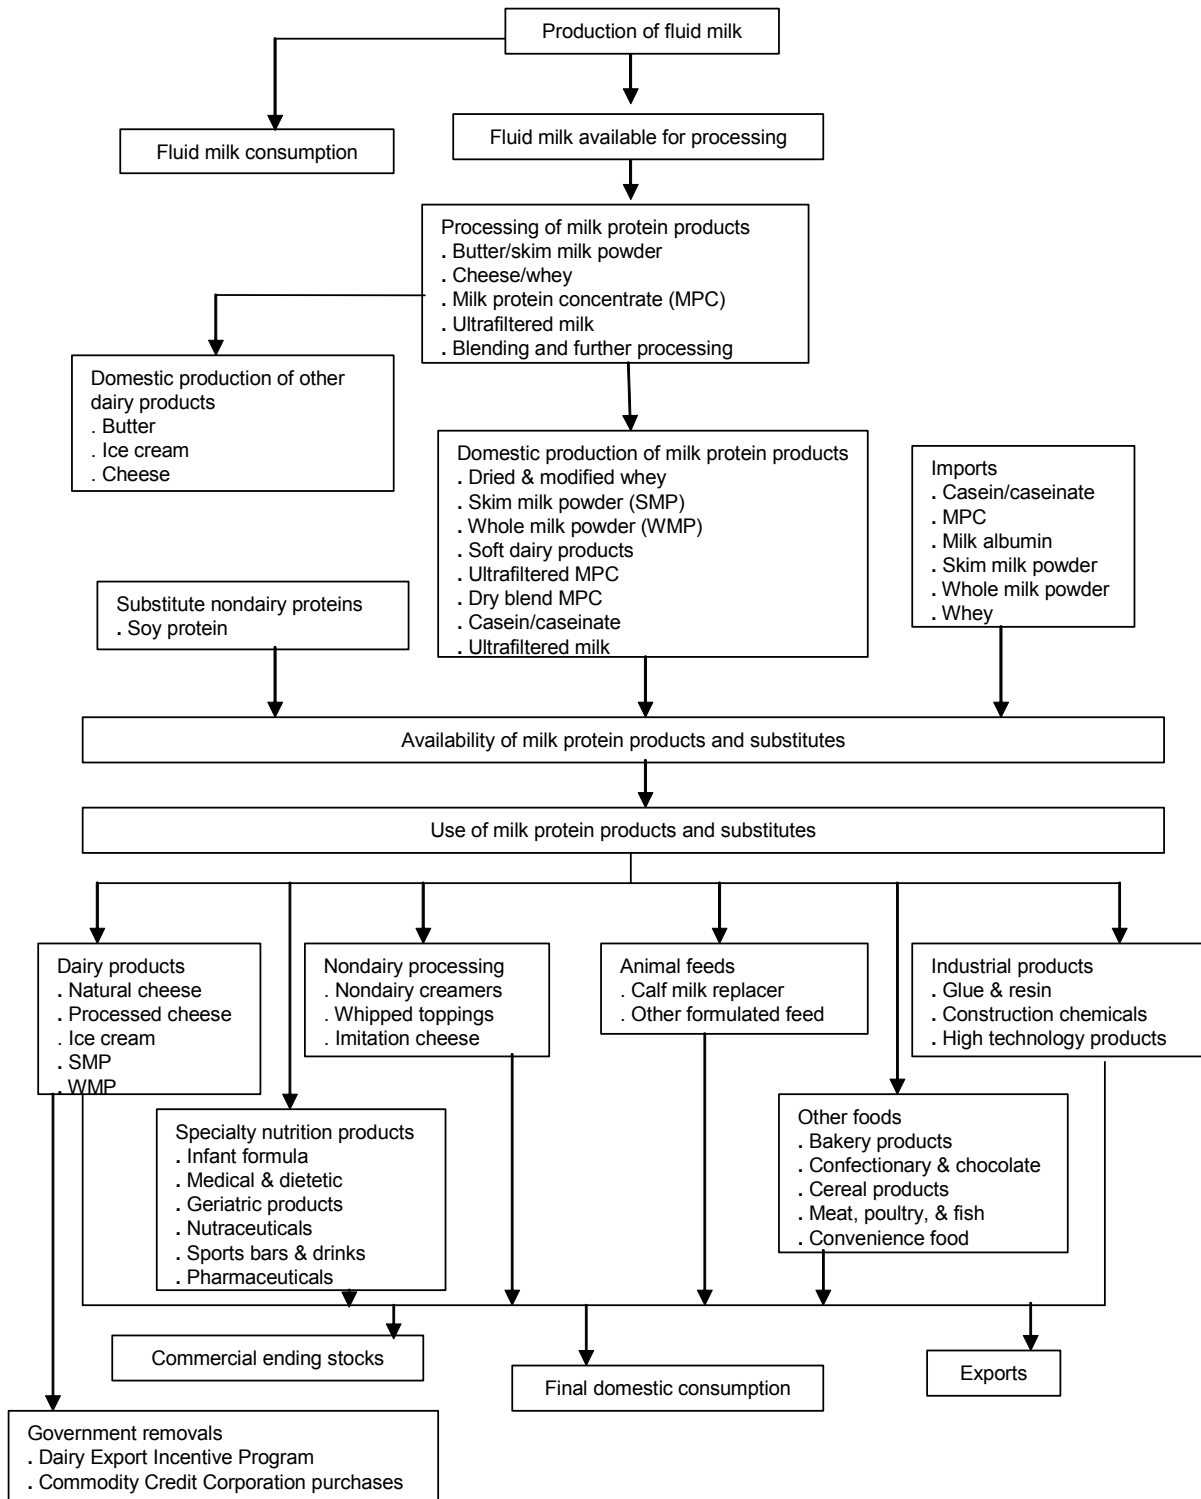 Production of fluid milk
Fluid milk consumption
Fluid milk available for processing
Processing of milk protein products
. Butter/skim milk powder
. Cheese/whey
. Milk protein concentrate (MPC)
. Ultrafiltered milk
. Blending and further processing
Domestic production of other
dairy products
. Butter
. Ice cream
. Cheese
Domestic production of milk protein products
. Dried & modified whey
. Skim milk powder (SMP)
. Whole milk powder (WMP)
. Soft dairy products
. Ultrafiltered MPC
. Dry blend MPC
. Casein/caseinate
. Ultrafiltered milk
Imports
. Casein/caseinate
. MPC
. Milk albumin
. Skim milk powder
. Whole milk powder
. Whey
Substitute nondairy proteins
. Soy protein
Availability of milk protein products and substitutes
Use of milk protein products and substitutes
Dairy products
. Natural cheese
. Processed cheese
. Ice cream
. SMP
. WMP
Nondairy processing
. Nondairy creamers
. Whipped toppings
. Imitation cheese
Animal feeds
. Calf milk replacer
. Other formulated feed
Industrial products
. Glue & resin
. Construction chemicals
. High technology products
Specialty nutrition products
. Infant formula
. Medical & dietetic
. Geriatric products
. Nutraceuticals
. Sports bars & drinks
. Pharmaceuticals
Other foods
. Bakery products
. Confectionary & chocolate
. Cereal products
. Meat, poultry, & fish
. Convenience food
Commercial ending stocks
Final domestic consumption
Exports
Government removals
. Dairy Export Incentive Program
. Commodity Credit Corporation purchases